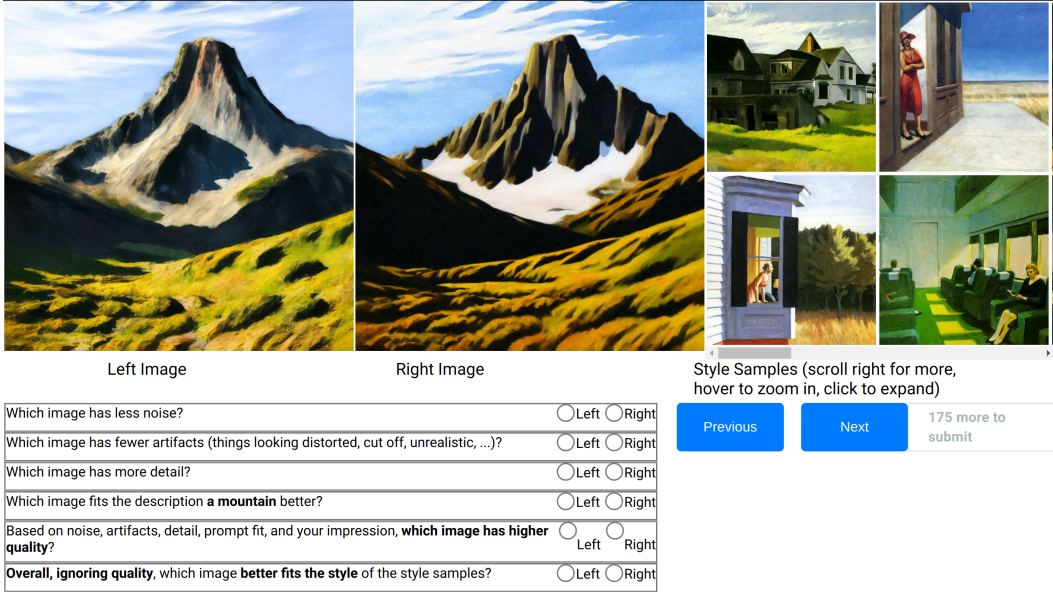 Left Image
Right Image
Style Samples (scroll right for more,
hover to zoom in, click to expand)
Which image has less noise?
Left Right
Which image has fewer artifacts (things looking distorted, cut off, unrealistic, ...)?
Left Right
Which image has more detail?
Left Right
Which image fits the description a mountain better?
Left Right
Based on noise, artifacts, detail, prompt fit, and your impression, which image has higher
quality?
Left Right
Overall, ignoring quality, which image better fits the style of the style samples?
Left Right
Previous
Next
175 more to
submit